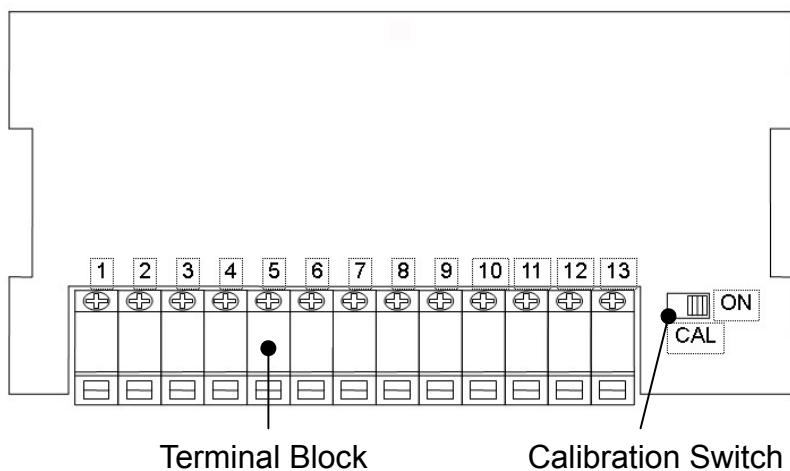 1 2 3 4 5 6 7 8 9 10 11 12 13
ON
CAL
Terminal Block
Calibration Switch